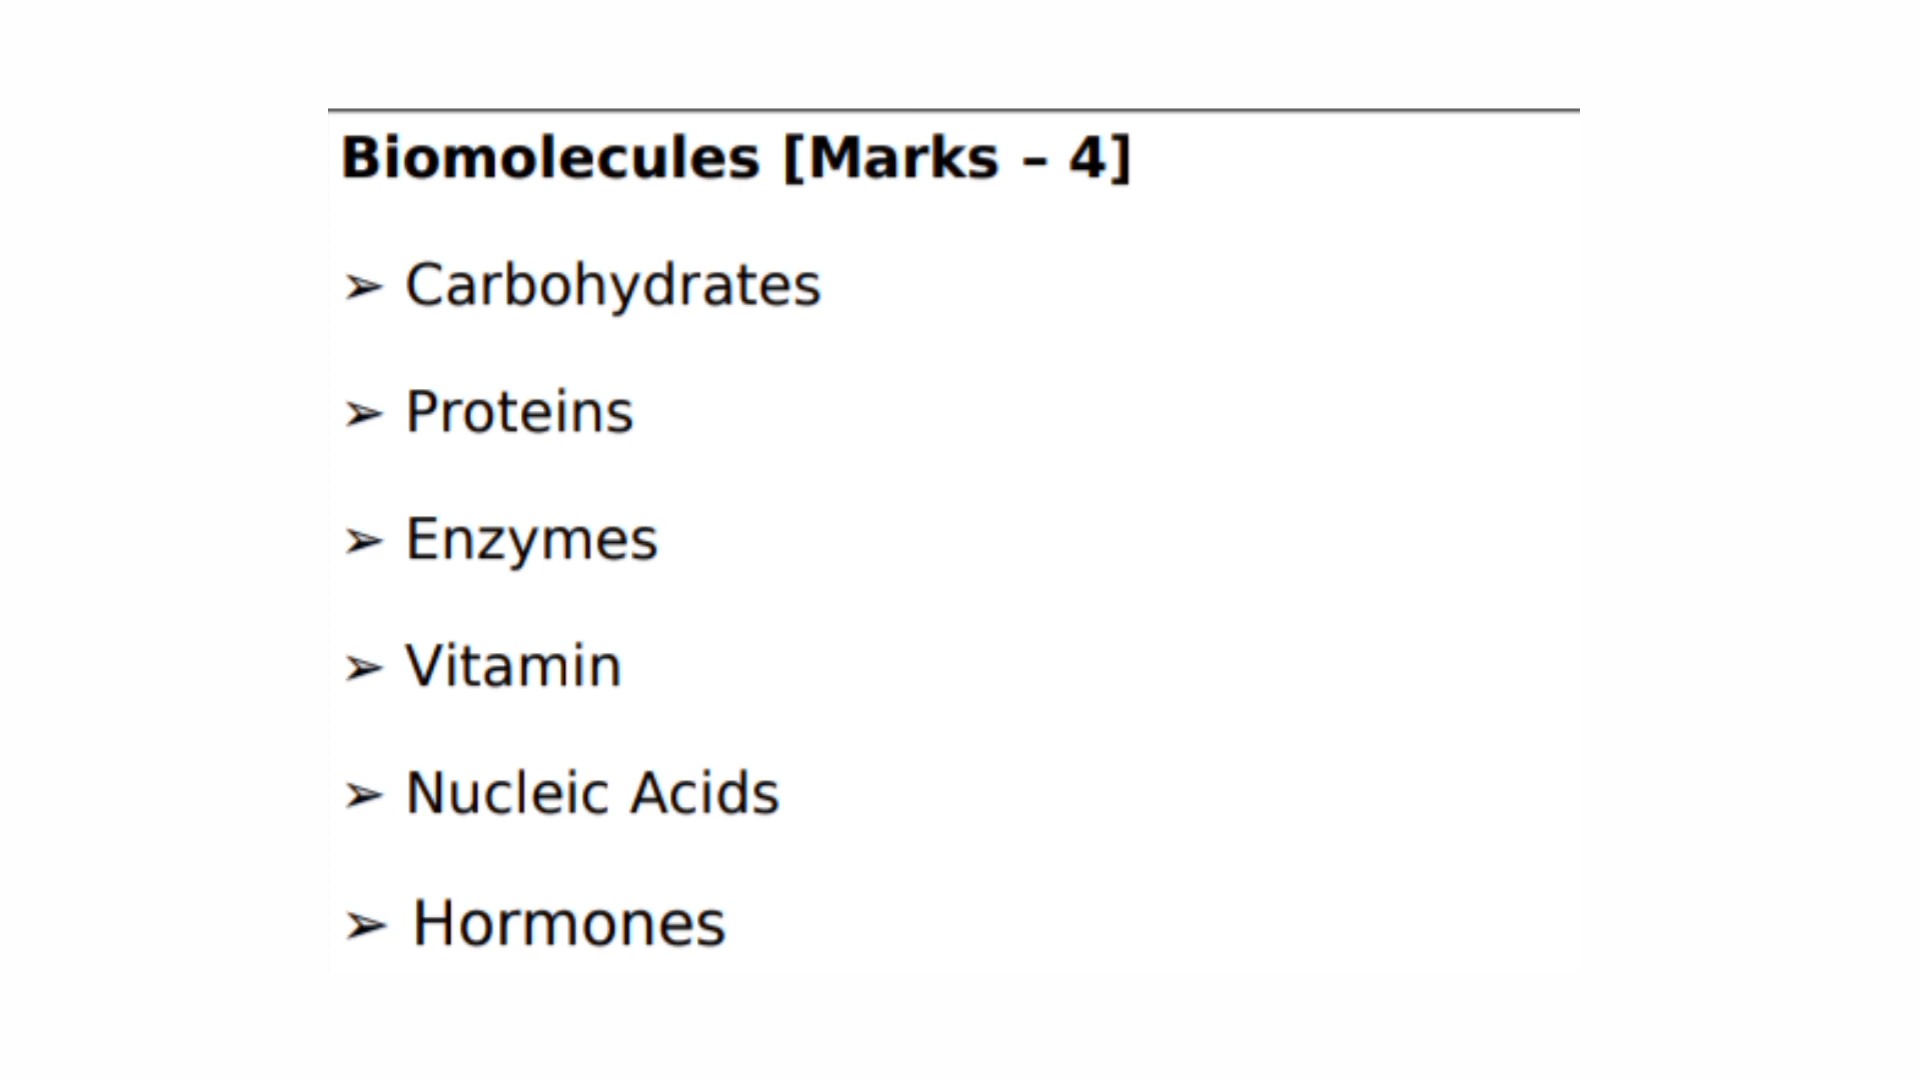 Biomolecules [Marks – 4]
➢ Carbohydrates
➢ Proteins
➢ Enzymes
➢ Vitamin
➢ Nucleic Acids
➢ Hormones